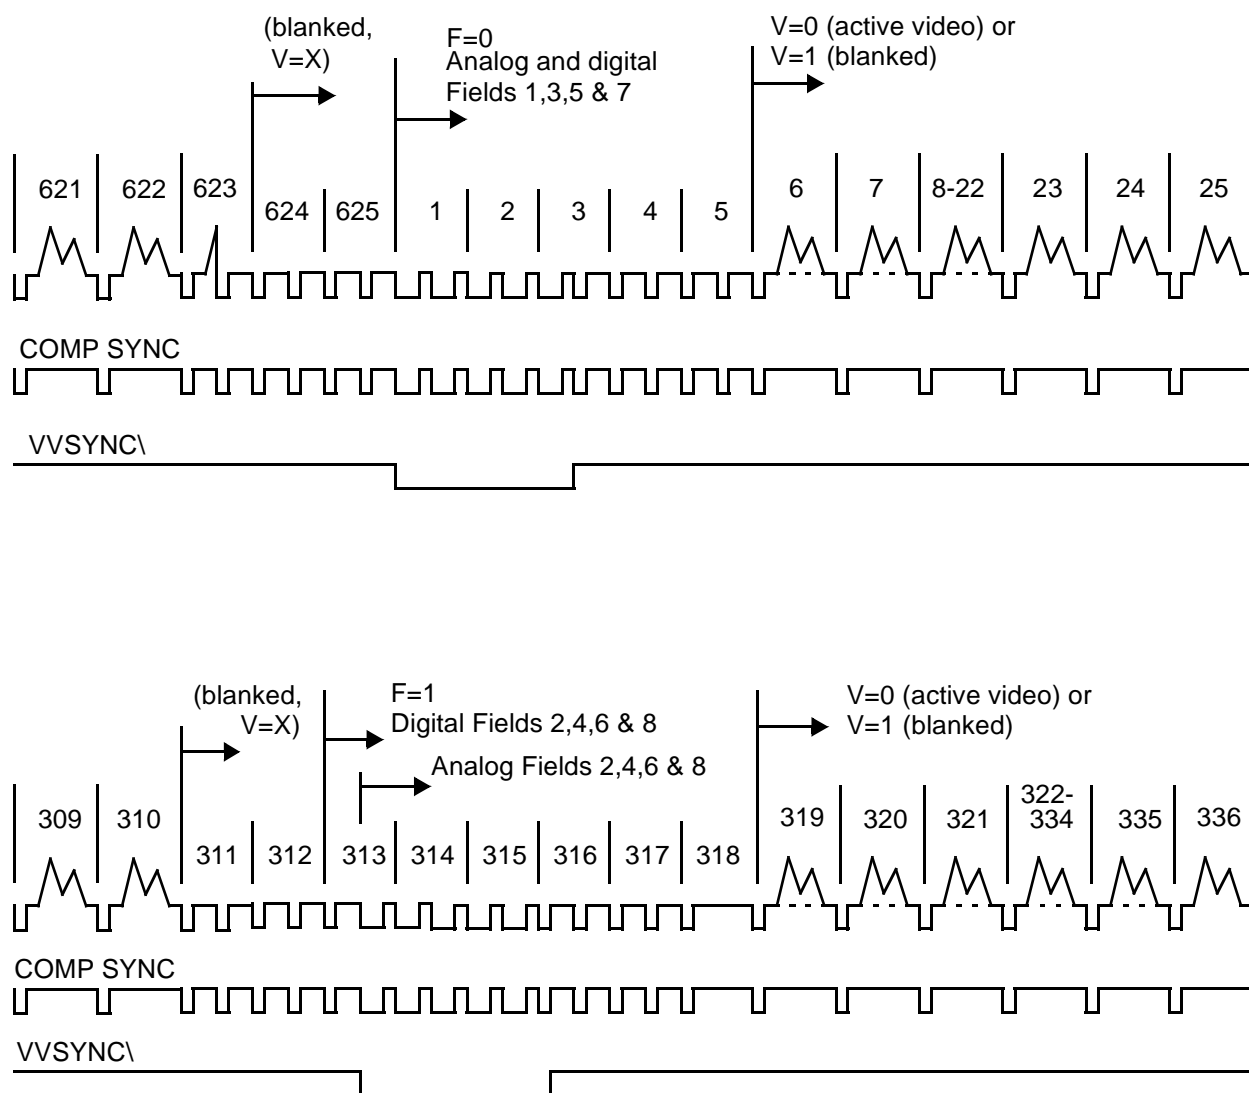 (blanked,
V=X)
F=0
Analog and digital
Fields 1,3,5 & 7
V=0 (active video) or
V=1 (blanked)
621 622 623 624 625 1 2 3 4 5 6 7 8-22 23 24 25
COMP SYNC
VVSYNC\
(blanked,
V=X)
F=1
Digital Fields 2,4,6 & 8
Analog Fields 2,4,6 & 8
V=0 (active video) or
V=1 (blanked)
309 310 311 312 313 314 315 316 317 318 319 320 321 322-
334 335 336
COMP SYNC
VVSYNC\